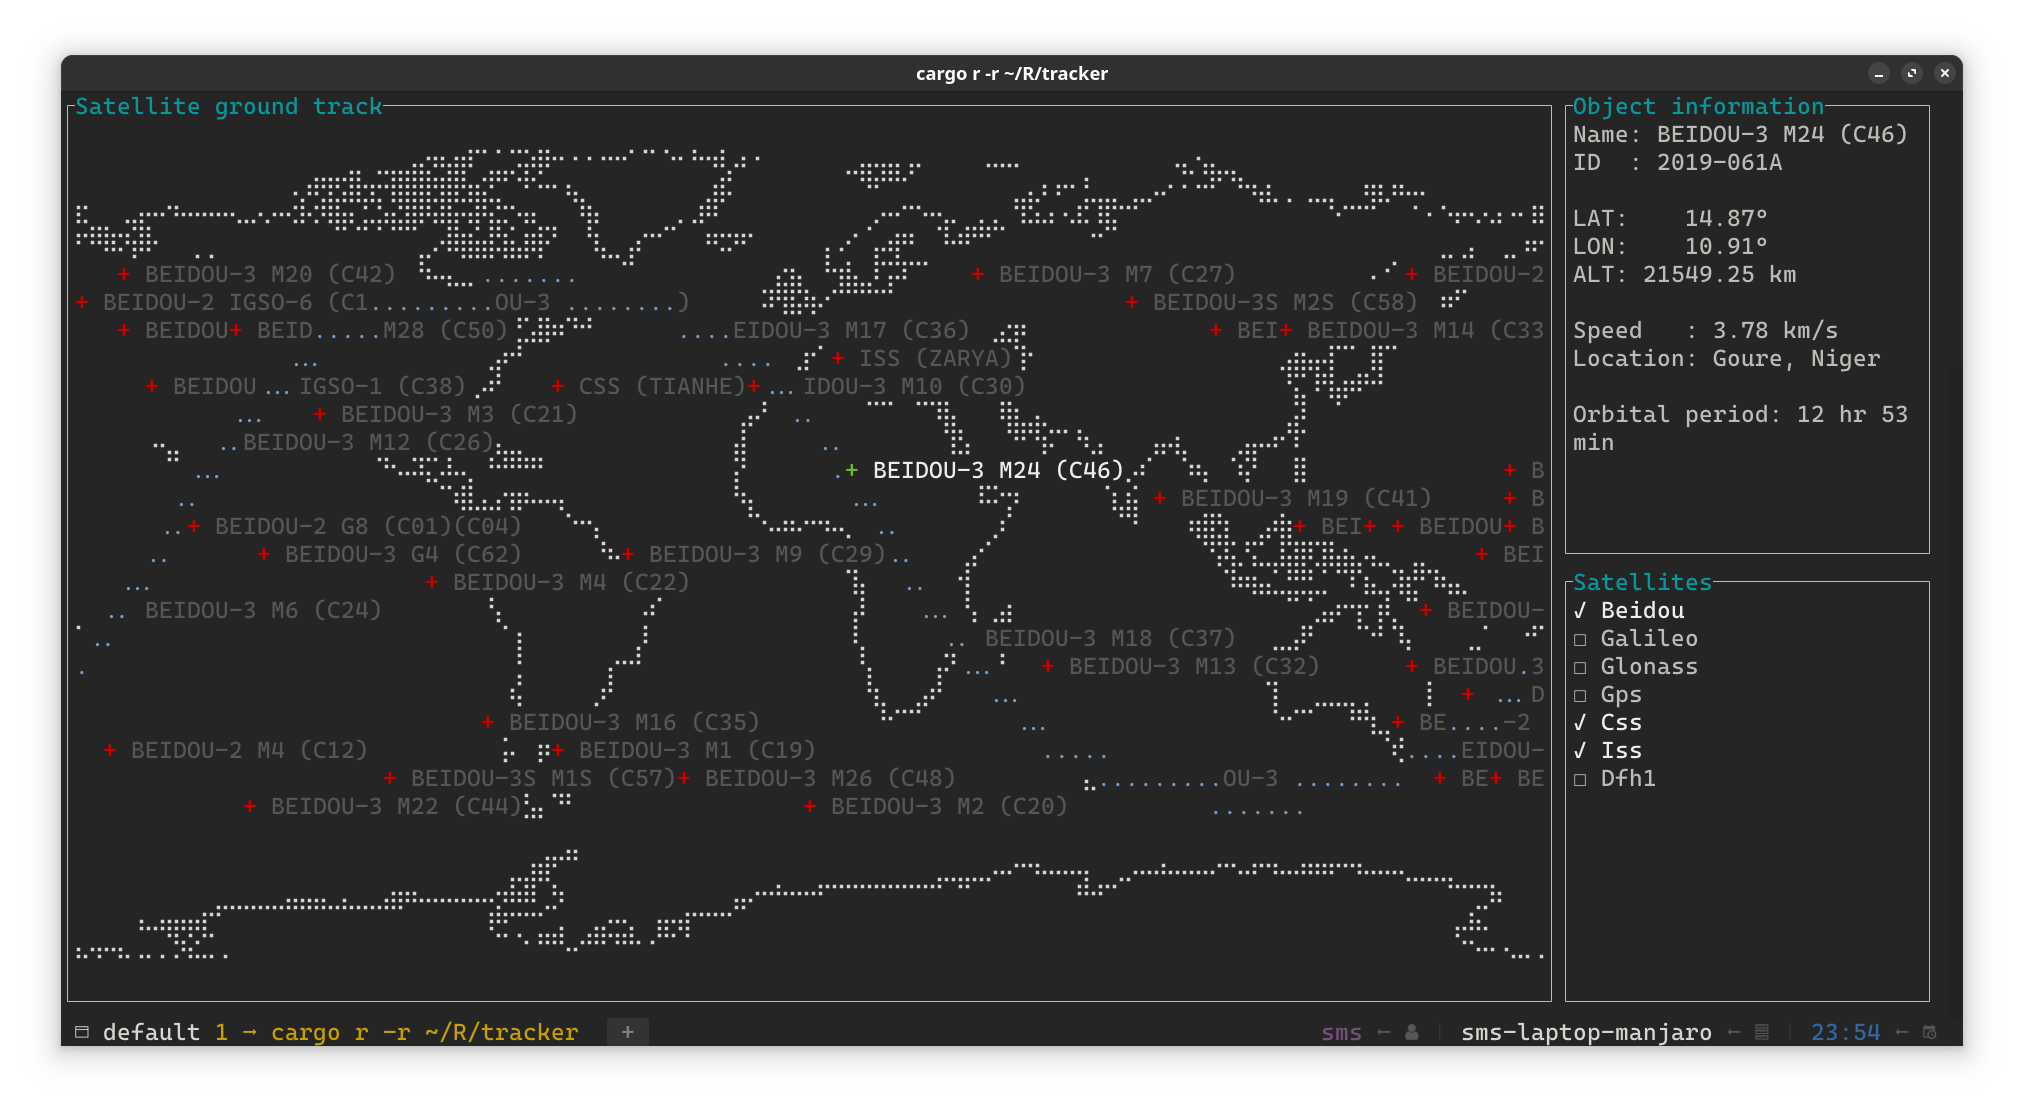 cargo r -r ~/R/tracker
Satellite ground track
+ BEIDOU-3 M20 (C42)
+ BEIDOU-3 M7 (C27)
+ BEIDOU-2
+ BEIDOU-2 IGSO-6 (C1.........OU-3 ........)
+ BEIDOU-3S M2S (C58)
+ BEIDOU+ BEID.....M28 (C50)
....EIDOU-3 M17 (C36)
+ BEI+ BEIDOU-3 M14 (C33
+ ISS (ZARYA)
+ BEIDOU ... IGSO-1 (C38)
+ CSS (TIANHE)+... IDOU-3 M10 (C30)
+ BEIDOU-3 M3 (C21)
..BEIDOU-3 M12 (C26)
.+ BEIDOU-3 M24 (C46)
+ B
+ BEIDOU-3 M19 (C41)
+ B
..+ BEIDOU-2 G8 (C01)(C04)
+ BEI+ + BEIDOU+ B
+ BEIDOU-3 G4 (C62)
+ BEIDOU-3 M9 (C29)..
+ BEI
+ BEIDOU-3 M4 (C22)
.. BEIDOU-3 M6 (C24)
+ BEIDOU-
.. BEIDOU-3 M18 (C37)
+ BEIDOU-3 M13 (C32)
+ BEIDOU.3
+ ...D
+ BEIDOU-3 M16 (C35)
+ BE....-2
+ BEIDOU-2 M4 (C12)
+ BEIDOU-3 M1 (C19)
....EIDOU-
+ BEIDOU-3S M1S (C57)+ BEIDOU-3 M26 (C48)
.........OU-3 ........
+ BE+ BE
+ BEIDOU-3 M22 (C44)
+ BEIDOU-3 M2 (C20)
Object information
Name: BEIDOU-3 M24 (C46)
ID  : 2019-061A
LAT:    14.87°
LON:    10.91°
ALT: 21549.25 km
Speed   : 3.78 km/s
Location: Goure, Niger
Orbital period: 12 hr 53
min
Satellites
✓ Beidou
□ Galileo
□ Glonass
□ Gps
✓ Css
✓ Iss
□ Dfh1
default 1 → cargo r -r ~/R/tracker +
sms ← | sms-laptop-manjaro ← | 23:54 ←